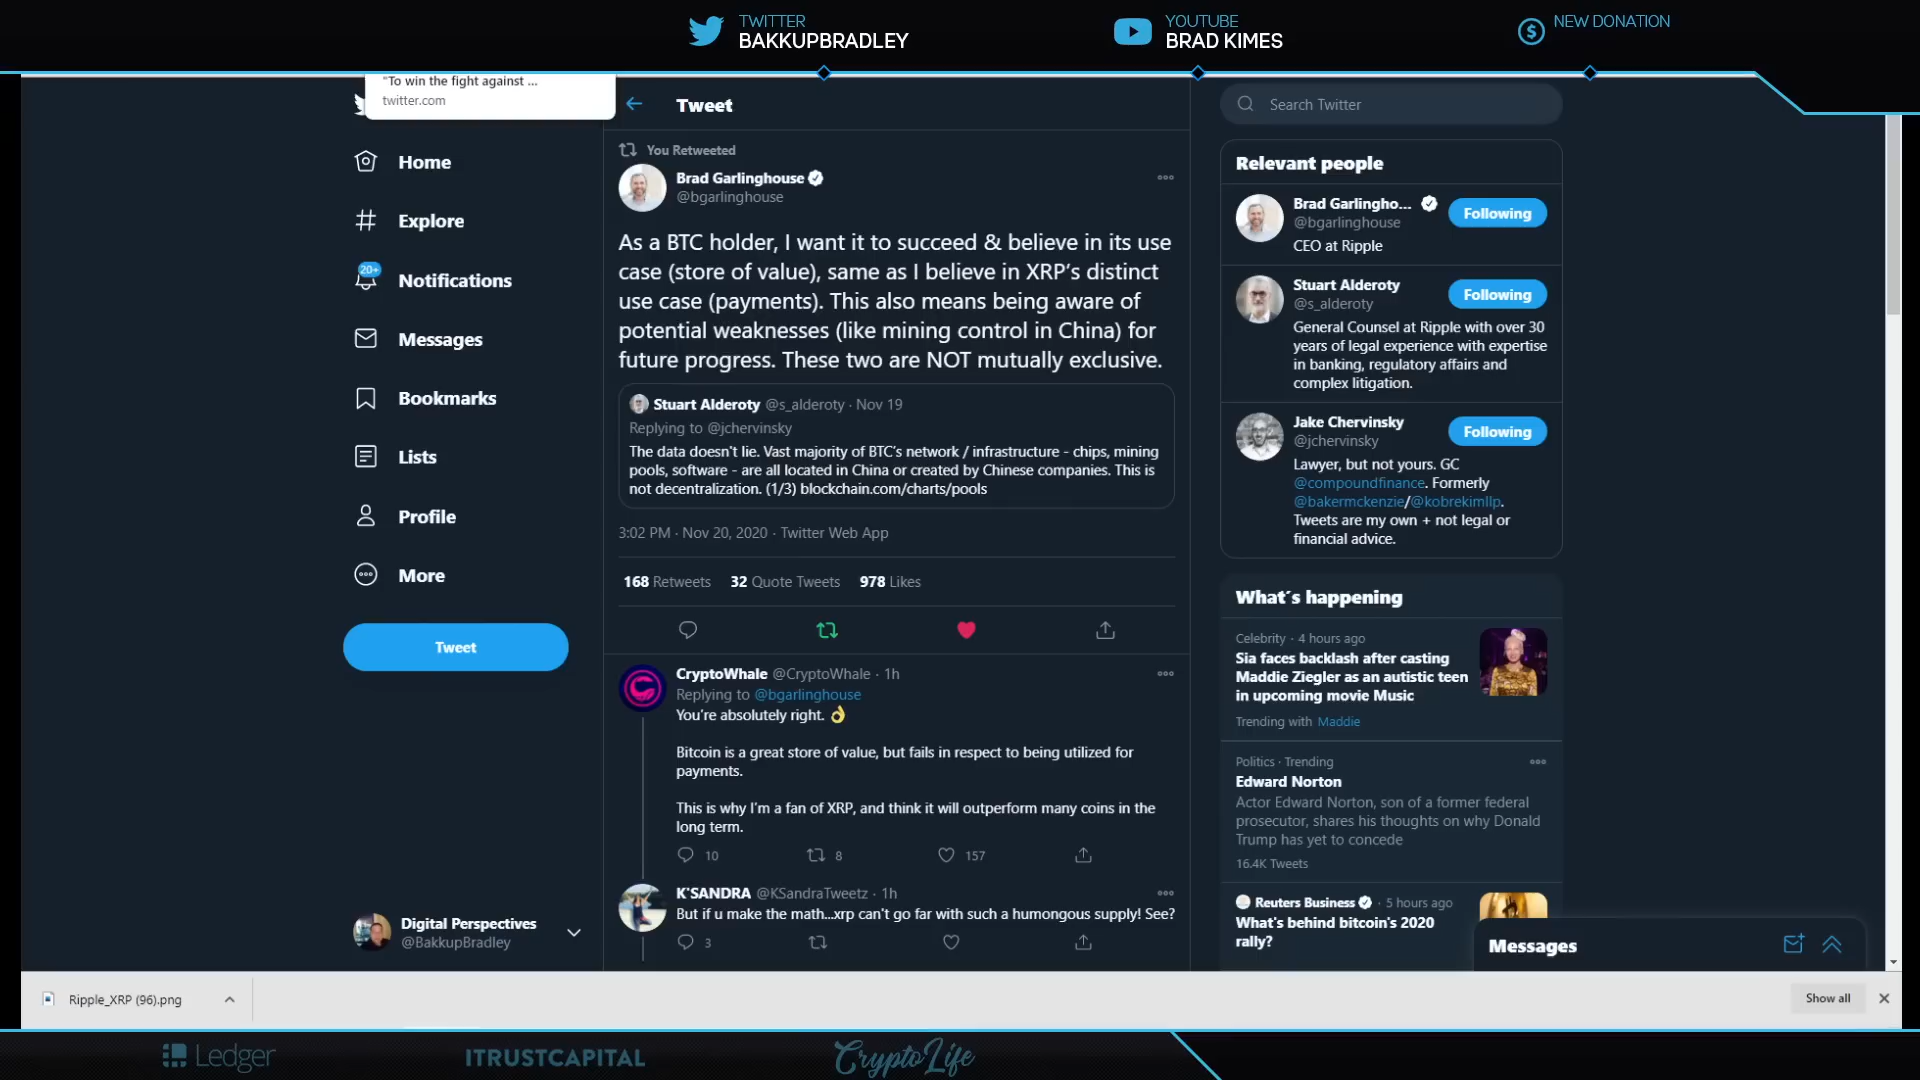 TWITTER
BAKKUPBRADLEY
YOUTUBE
BRAD KIMES
NEW DONATION
"To win the fight against ...
twitter.com
Home
Explore
20+
Notifications
Messages
Bookmarks
Lists
Profile
More
Tweet
Digital Perspectives
@BakkupBradley
Tweet
You Retweeted
Brad Garlinghouse
@bgarlinghouse
As a BTC holder, I want it to succeed & believe in its use
case (store of value), same as I believe in XRP’s distinct
use case (payments). This also means being aware of
potential weaknesses (like mining control in China) for
future progress. These two are NOT mutually exclusive.
Stuart Alderoty @s_alderoty · Nov 19
Replying to @jchervinsky
The data doesn't lie. Vast majority of BTC’s network / infrastructure - chips, mining
pools, software - are all located in China or created by Chinese companies. This is
not decentralization. (1/3) blockchain.com/charts/pools
3:02 PM · Nov 20, 2020 · Twitter Web App
168 Retweets 32 Quote Tweets 978 Likes
CryptoWhale @CryptoWhale · 1h
Replying to @bgarlinghouse
You're absolutely right. 👌
Bitcoin is a great store of value, but fails in respect to being utilized for
payments.
This is why I'm a fan of XRP, and think it will outperform many coins in the
long term.
10 8 157
K'SANDRA @KSandraTweetz · 1h
But if u make the math...xrp can't go far with such a humongous supply! See?
3
Search Twitter
Relevant people
Brad Garlingho...
@bgarlinghouse
Following
CEO at Ripple
Stuart Alderoty
@s_alderoty
Following
General Counsel at Ripple with over 30
years of legal experience with expertise
in banking, regulatory affairs and
complex litigation.
Jake Chervinsky
@jchervinsky
Following
Lawyer, but not yours. GC
@compoundfinance. Formerly
@bakermckenzie/@kobrekimllp.
Tweets are my own + not legal or
financial advice.
What's happening
Celebrity · 4 hours ago
Sia faces backlash after casting
Maddie Ziegler as an autistic teen
in upcoming movie Music
Trending with Maddie
Politics · Trending
Edward Norton
Actor Edward Norton, son of a former federal
prosecutor, shares his thoughts on why Donald
Trump has yet to concede
16.4K Tweets
Reuters Business · 5 hours ago
What's behind bitcoin's 2020
rally?
Messages
Ripple_XRP (96).png
Show all
Ledger
ITRUSTCAPITAL
CryptoLife